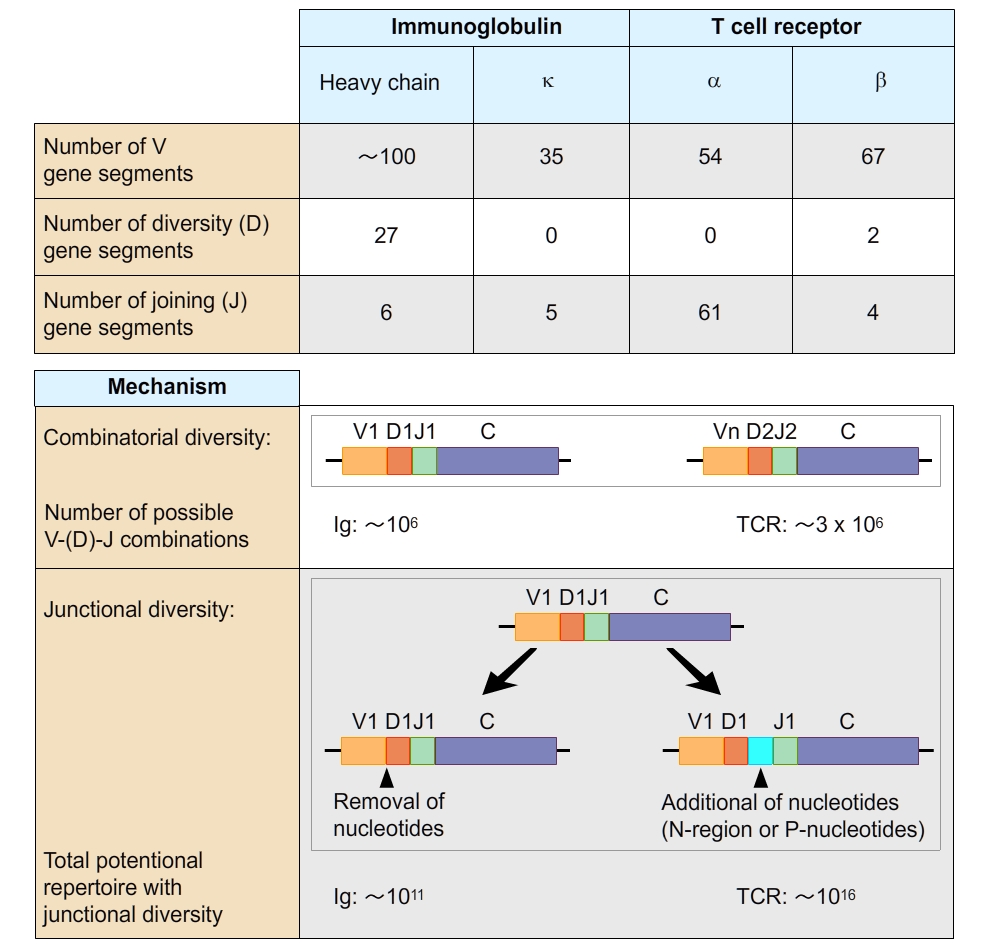 Immunoglobulin T cell receptor
Heavy chain κ α β
Number of V
gene segments
~100 35 54 67
Number of diversity (D)
gene segments
27 0 0 2
Number of joining (J)
gene segments
6 5 61 4
Mechanism
Combinatorial diversity:
V1 D1J1 C
Vn D2J2 C
Number of possible
V-(D)-J combinations
Ig: ~10⁶
TCR: ~3 x 10⁶
Junctional diversity:
V1 D1J1 C
V1 D1J1 C
V1 D1 J1 C
Removal of
nucleotides
Additional of nucleotides
(N-region or P-nucleotides)
Total potentional
repertoire with
junctional diversity
Ig: ~10¹¹
TCR: ~10¹⁶